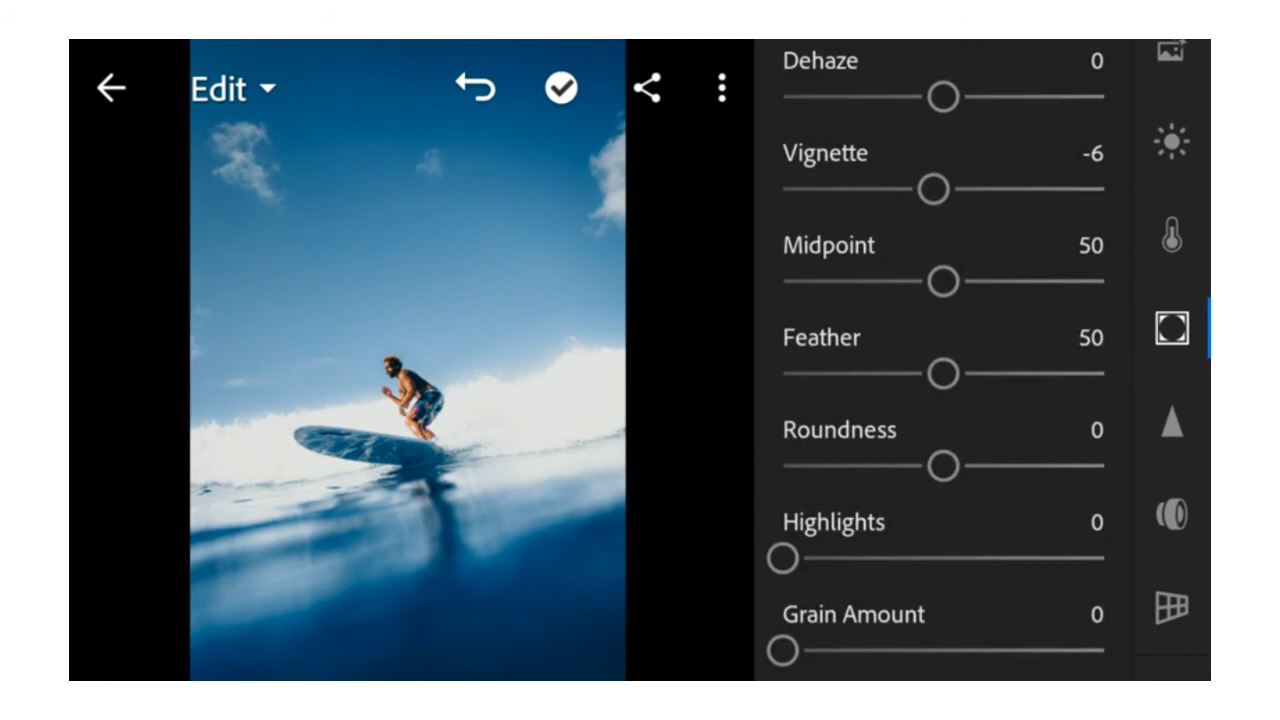 Edit
Dehaze 0
Vignette -6
Midpoint 50
Feather 50
Roundness 0
Highlights 0
Grain Amount 0